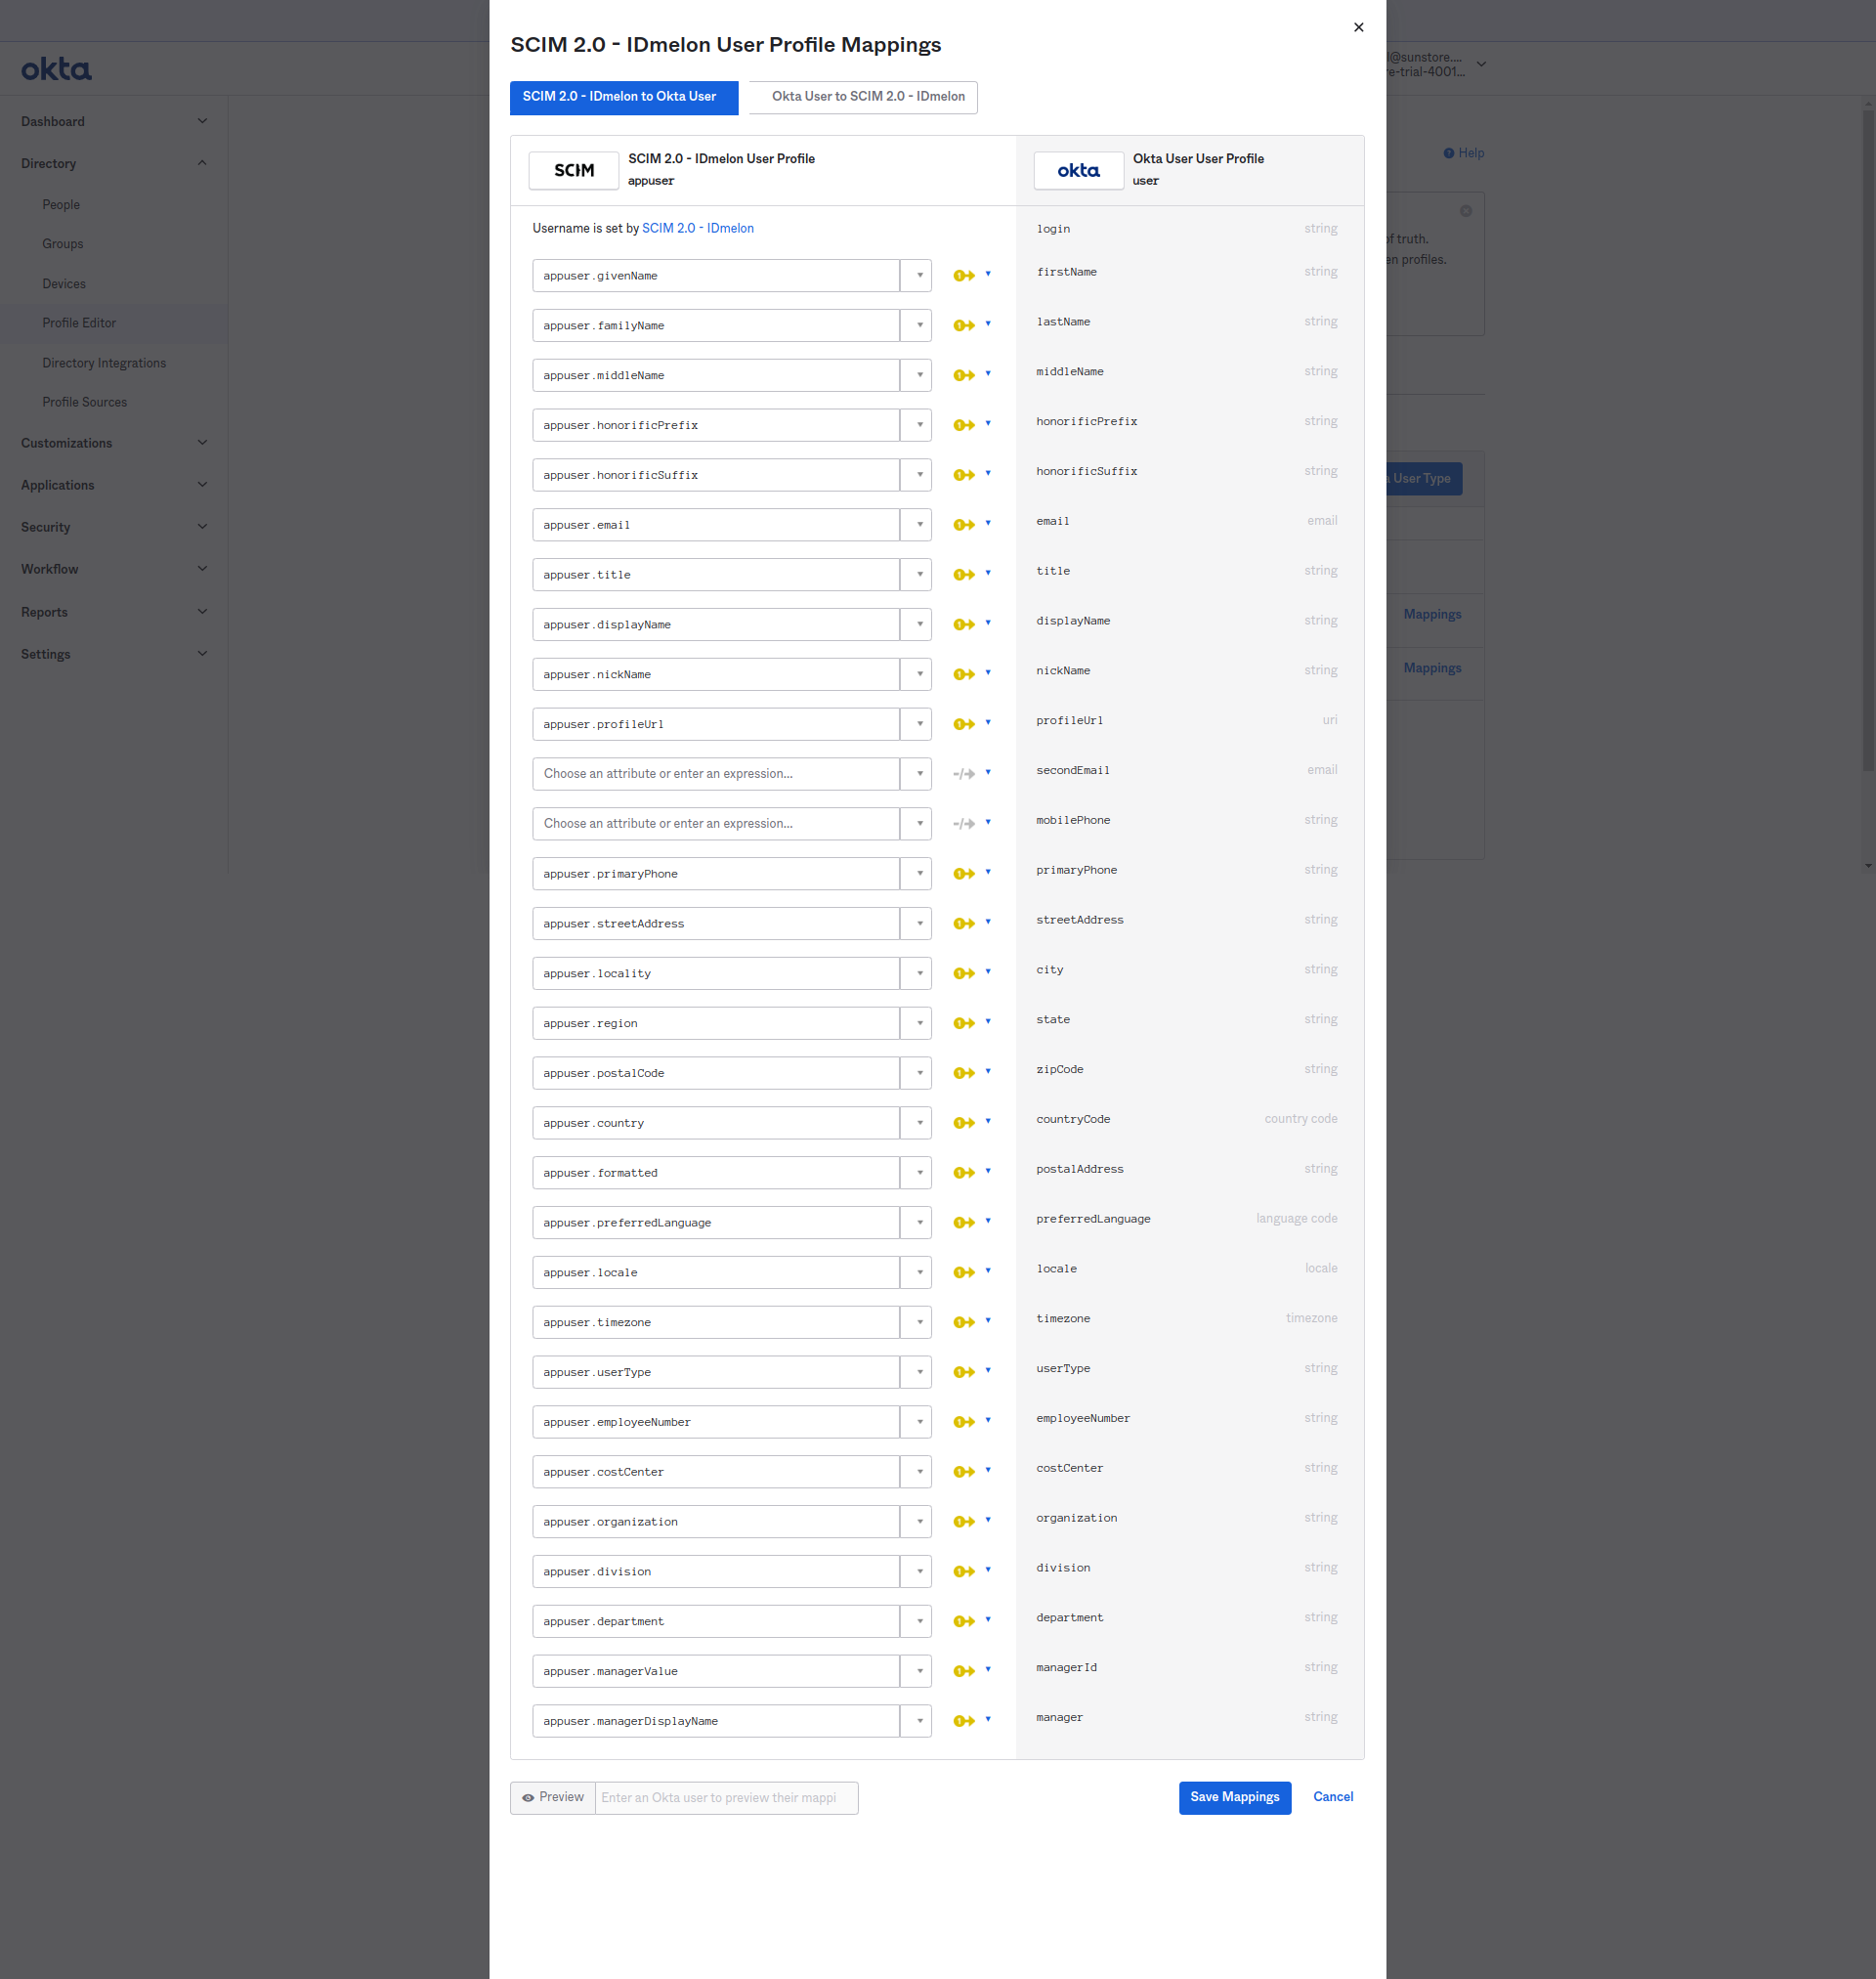 SCIM 2.0 - IDmelon User Profile Mappings
SCIM 2.0 - IDmelon to Okta User
Okta User to SCIM 2.0 - IDmelon
okta
l@sunstore....
re-trial-4001...
Dashboard
Directory
People
Groups
Devices
Profile Editor
Directory Integrations
Profile Sources
Customizations
Applications
Security
Workflow
Reports
Settings
Help
of truth.
en profiles.
User Type
Mappings
Mappings
SCIM
SCIM 2.0 - IDmelon User Profile
appuser
okta
Okta User User Profile
user
Username is set by SCIM 2.0 - IDmelon login string
appuser.givenName firstName string
appuser.familyName lastName string
appuser.middleName middleName string
appuser.honorificPrefix honorificPrefix string
appuser.honorificSuffix honorificSuffix string
appuser.email email email
appuser.title title string
appuser.displayName displayName string
appuser.nickName nickName string
appuser.profileUrl profileUrl uri
Choose an attribute or enter an expression... secondEmail email
Choose an attribute or enter an expression... mobilePhone string
appuser.primaryPhone primaryPhone string
appuser.streetAddress streetAddress string
appuser.locality city string
appuser.region state string
appuser.postalCode zipCode string
appuser.country countryCode country code
appuser.formatted postalAddress string
appuser.preferredLanguage preferredLanguage language code
appuser.locale locale locale
appuser.timezone timezone timezone
appuser.userType userType string
appuser.employeeNumber employeeNumber string
appuser.costCenter costCenter string
appuser.organization organization string
appuser.division division string
appuser.department department string
appuser.managerValue managerId string
appuser.managerDisplayName manager string
Preview Enter an Okta user to preview their mappi
Save Mappings
Cancel